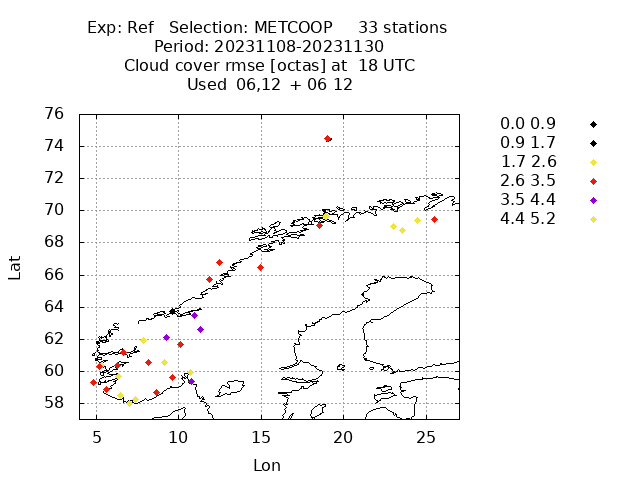 Exp: Ref   Selection: METCOOP     33 stations
Period: 20231108-20231130
Cloud cover rmse [octas] at  18 UTC
Used  06,12  + 06 12
76
74
72
70
68
66
64
62
60
58
Lat
5 10 15 20 25
Lon
0.0 0.9
0.9 1.7
1.7 2.6
2.6 3.5
3.5 4.4
4.4 5.2